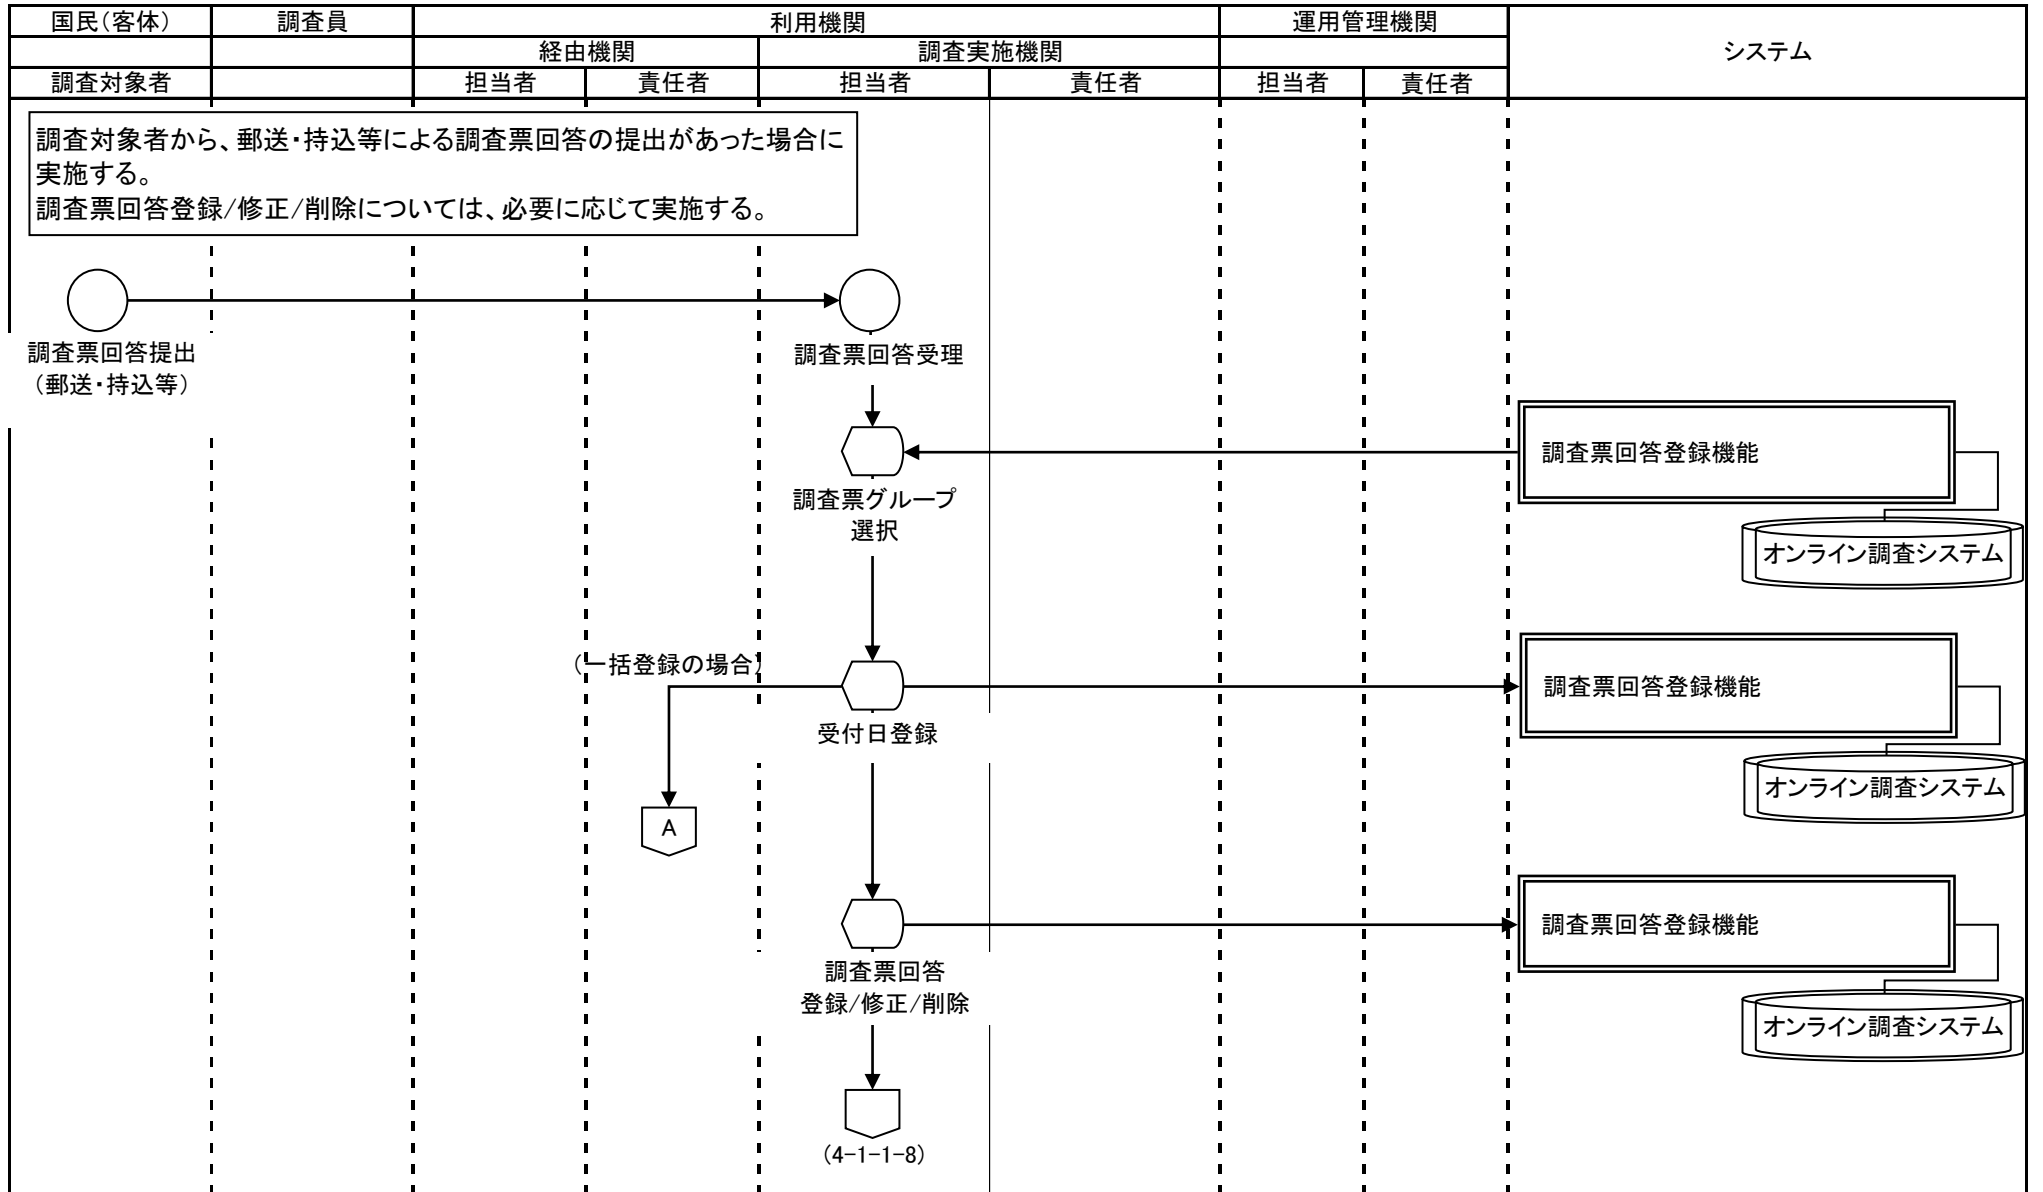 国民（客体）
調査員
利用機関
運用管理機関
システム
経由機関
調査実施機関
調査対象者
担当者
責任者
担当者
責任者
担当者
責任者
調査対象者から、郵送・持込等による調査票回答の提出があった場合に
実施する。
調査票回答登録/修正/削除については、必要に応じて実施する。
調査票回答提出
（郵送・持込等）
調査票回答受理
調査票回答登録機能
調査票グループ
選択
オンライン調査システム
（一括登録の場合）
調査票回答登録機能
受付日登録
オンライン調査システム
A
調査票回答登録機能
調査票回答
登録/修正/削除
オンライン調査システム
（4-1-1-8）